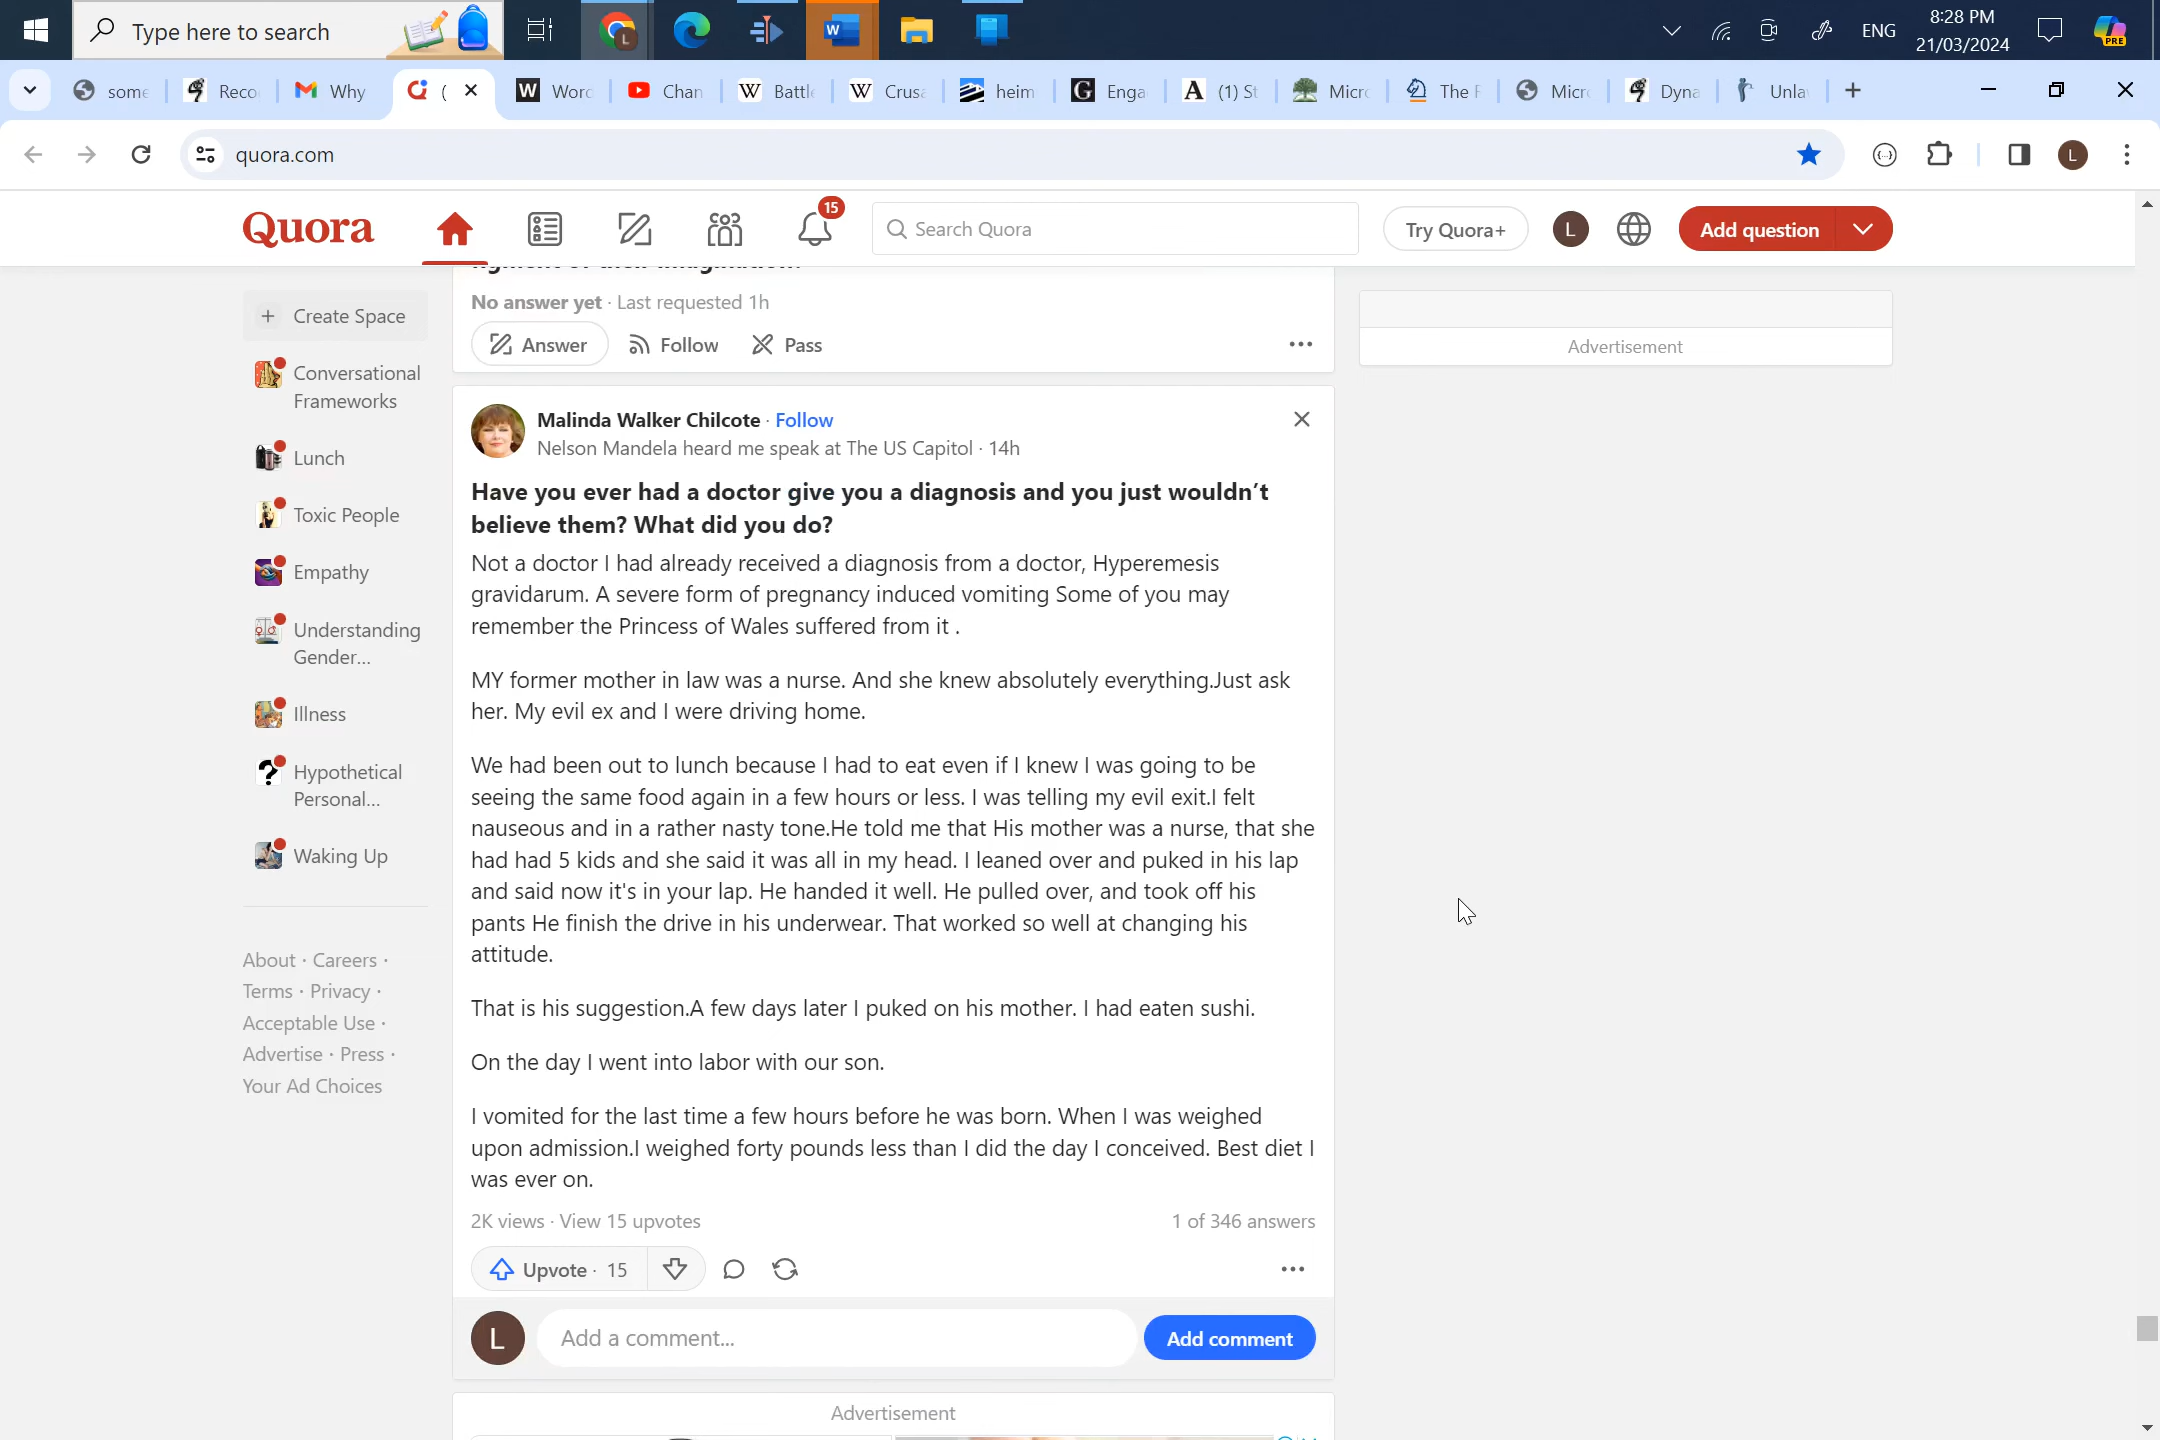 Type here to search
ENG
8:28 PM
21/03/2024
PRE
some
Reco
Why
(
Word
Chan
Battle
Crusa
heim
Enga
(1) St
Micro
The F
Micro
Dyna
Unla
quora.com
L
Quora
15
Search Quora
Try Quora+
L
Add question
No answer yet · Last requested 1h
Answer
Follow
Pass
Create Space
Conversational
Frameworks
Lunch
Toxic People
Empathy
Understanding
Gender...
Illness
Hypothetical
Personal...
Waking Up
About · Careers ·
Terms · Privacy ·
Acceptable Use ·
Advertise · Press ·
Your Ad Choices
Malinda Walker Chilcote · Follow
Nelson Mandela heard me speak at The US Capitol · 14h
Have you ever had a doctor give you a diagnosis and you just wouldn't
believe them? What did you do?
Not a doctor I had already received a diagnosis from a doctor, Hyperemesis
gravidarum. A severe form of pregnancy induced vomiting Some of you may
remember the Princess of Wales suffered from it .
MY former mother in law was a nurse. And she knew absolutely everything.Just ask
her. My evil ex and I were driving home.
We had been out to lunch because I had to eat even if I knew I was going to be
seeing the same food again in a few hours or less. I was telling my evil exit.I felt
nauseous and in a rather nasty tone.He told me that His mother was a nurse, that she
had had 5 kids and she said it was all in my head. I leaned over and puked in his lap
and said now it's in your lap. He handed it well. He pulled over, and took off his
pants He finish the drive in his underwear. That worked so well at changing his
attitude.
That is his suggestion.A few days later I puked on his mother. I had eaten sushi.
On the day I went into labor with our son.
I vomited for the last time a few hours before he was born. When I was weighed
upon admission.I weighed forty pounds less than I did the day I conceived. Best diet I
was ever on.
2K views · View 15 upvotes
1 of 346 answers
Upvote · 15
L
Add a comment...
Add comment
Advertisement
Advertisement